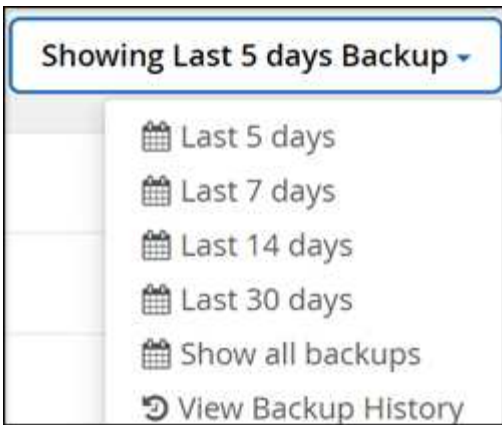 Showing Last 5 days Backup
Last 5 days
Last 7 days
Last 14 days
Last 30 days
Show all backups
View Backup History